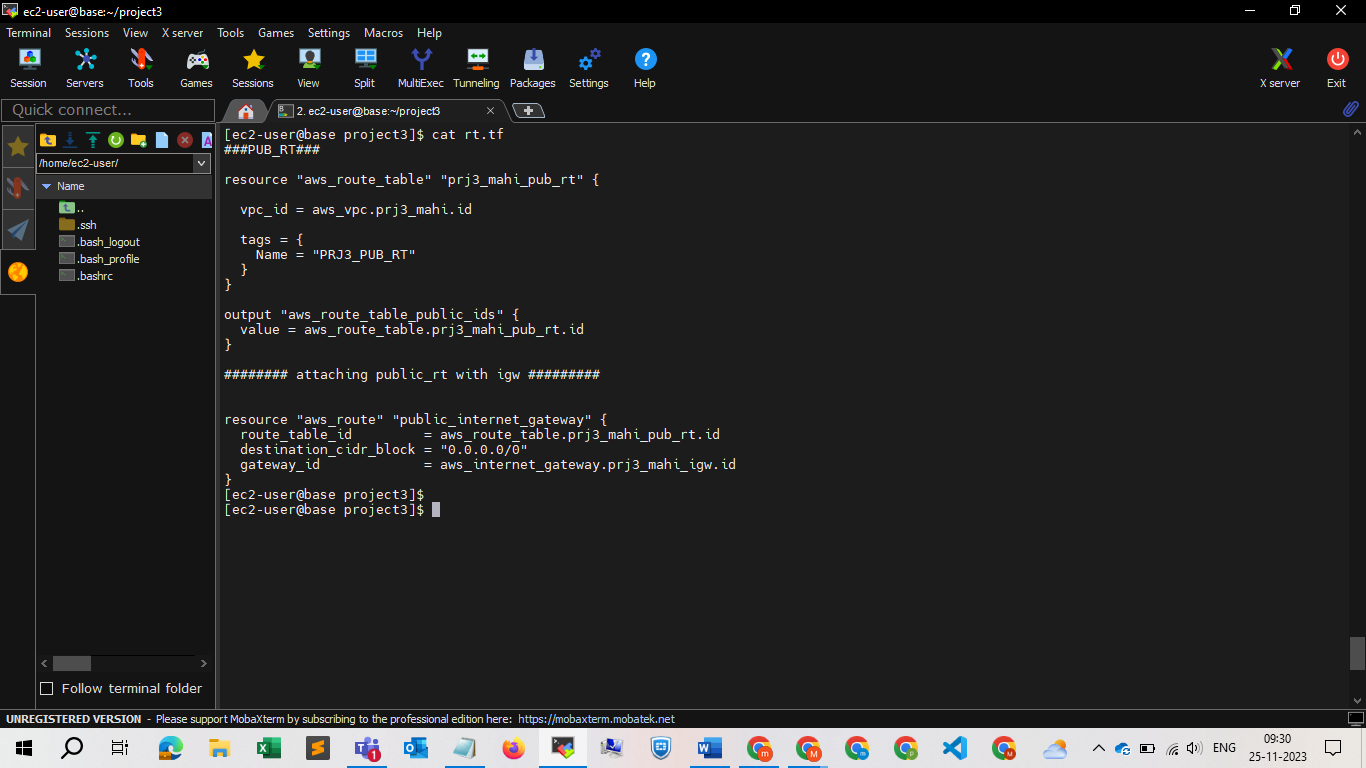 ec2-user@base:~/project3
Terminal Sessions View X server Tools Games Settings Macros Help
Session Servers Tools Games Sessions View Split MultiExec Tunneling Packages Settings Help X server Exit
Quick connect...
2. ec2-user@base:~/project3
/home/ec2-user/
Name
..
.ssh
.bash_logout
.bash_profile
.bashrc
Follow terminal folder
[ec2-user@base project3]$ cat rt.tf
###PUB_RT###
resource "aws_route_table" "prj3_mahi_pub_rt" {
vpc_id = aws_vpc.prj3_mahi.id
tags = {
Name = "PRJ3_PUB_RT"
}
}
output "aws_route_table_public_ids" {
value = aws_route_table.prj3_mahi_pub_rt.id
}
######## attaching public_rt with igw #########
resource "aws_route" "public_internet_gateway" {
route_table_id         = aws_route_table.prj3_mahi_pub_rt.id
destination_cidr_block = "0.0.0.0/0"
gateway_id             = aws_internet_gateway.prj3_mahi_igw.id
}
[ec2-user@base project3]$
[ec2-user@base project3]$
UNREGISTERED VERSION - Please support MobaXterm by subscribing to the professional edition here: https://mobaxterm.mobatek.net
ENG
09:30
25-11-2023